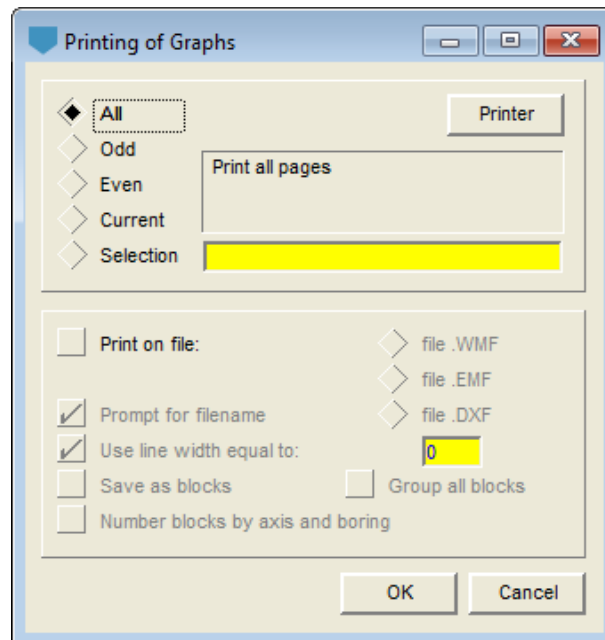 Printing of Graphs
All
Printer
Odd
Print all pages
Even
Current
Selection
Print on file:
file .WMF
file .EMF
Prompt for filename
file .DXF
Use line width equal to:
0
Save as blocks
Group all blocks
Number blocks by axis and boring
OK
Cancel